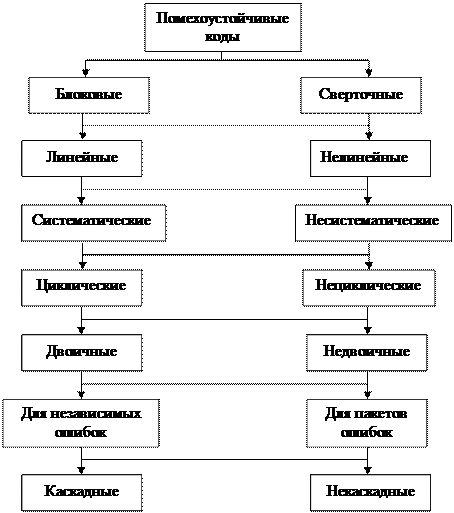 Помехоустойчивые
коды
Блоковые
Сверточные
Линейные
Нелинейные
Систематические
Несистематические
Циклические
Нециклические
Двоичные
Недвоичные
Для независимых
ошибок
Для пакетов
ошибок
Каскадные
Некаскадные